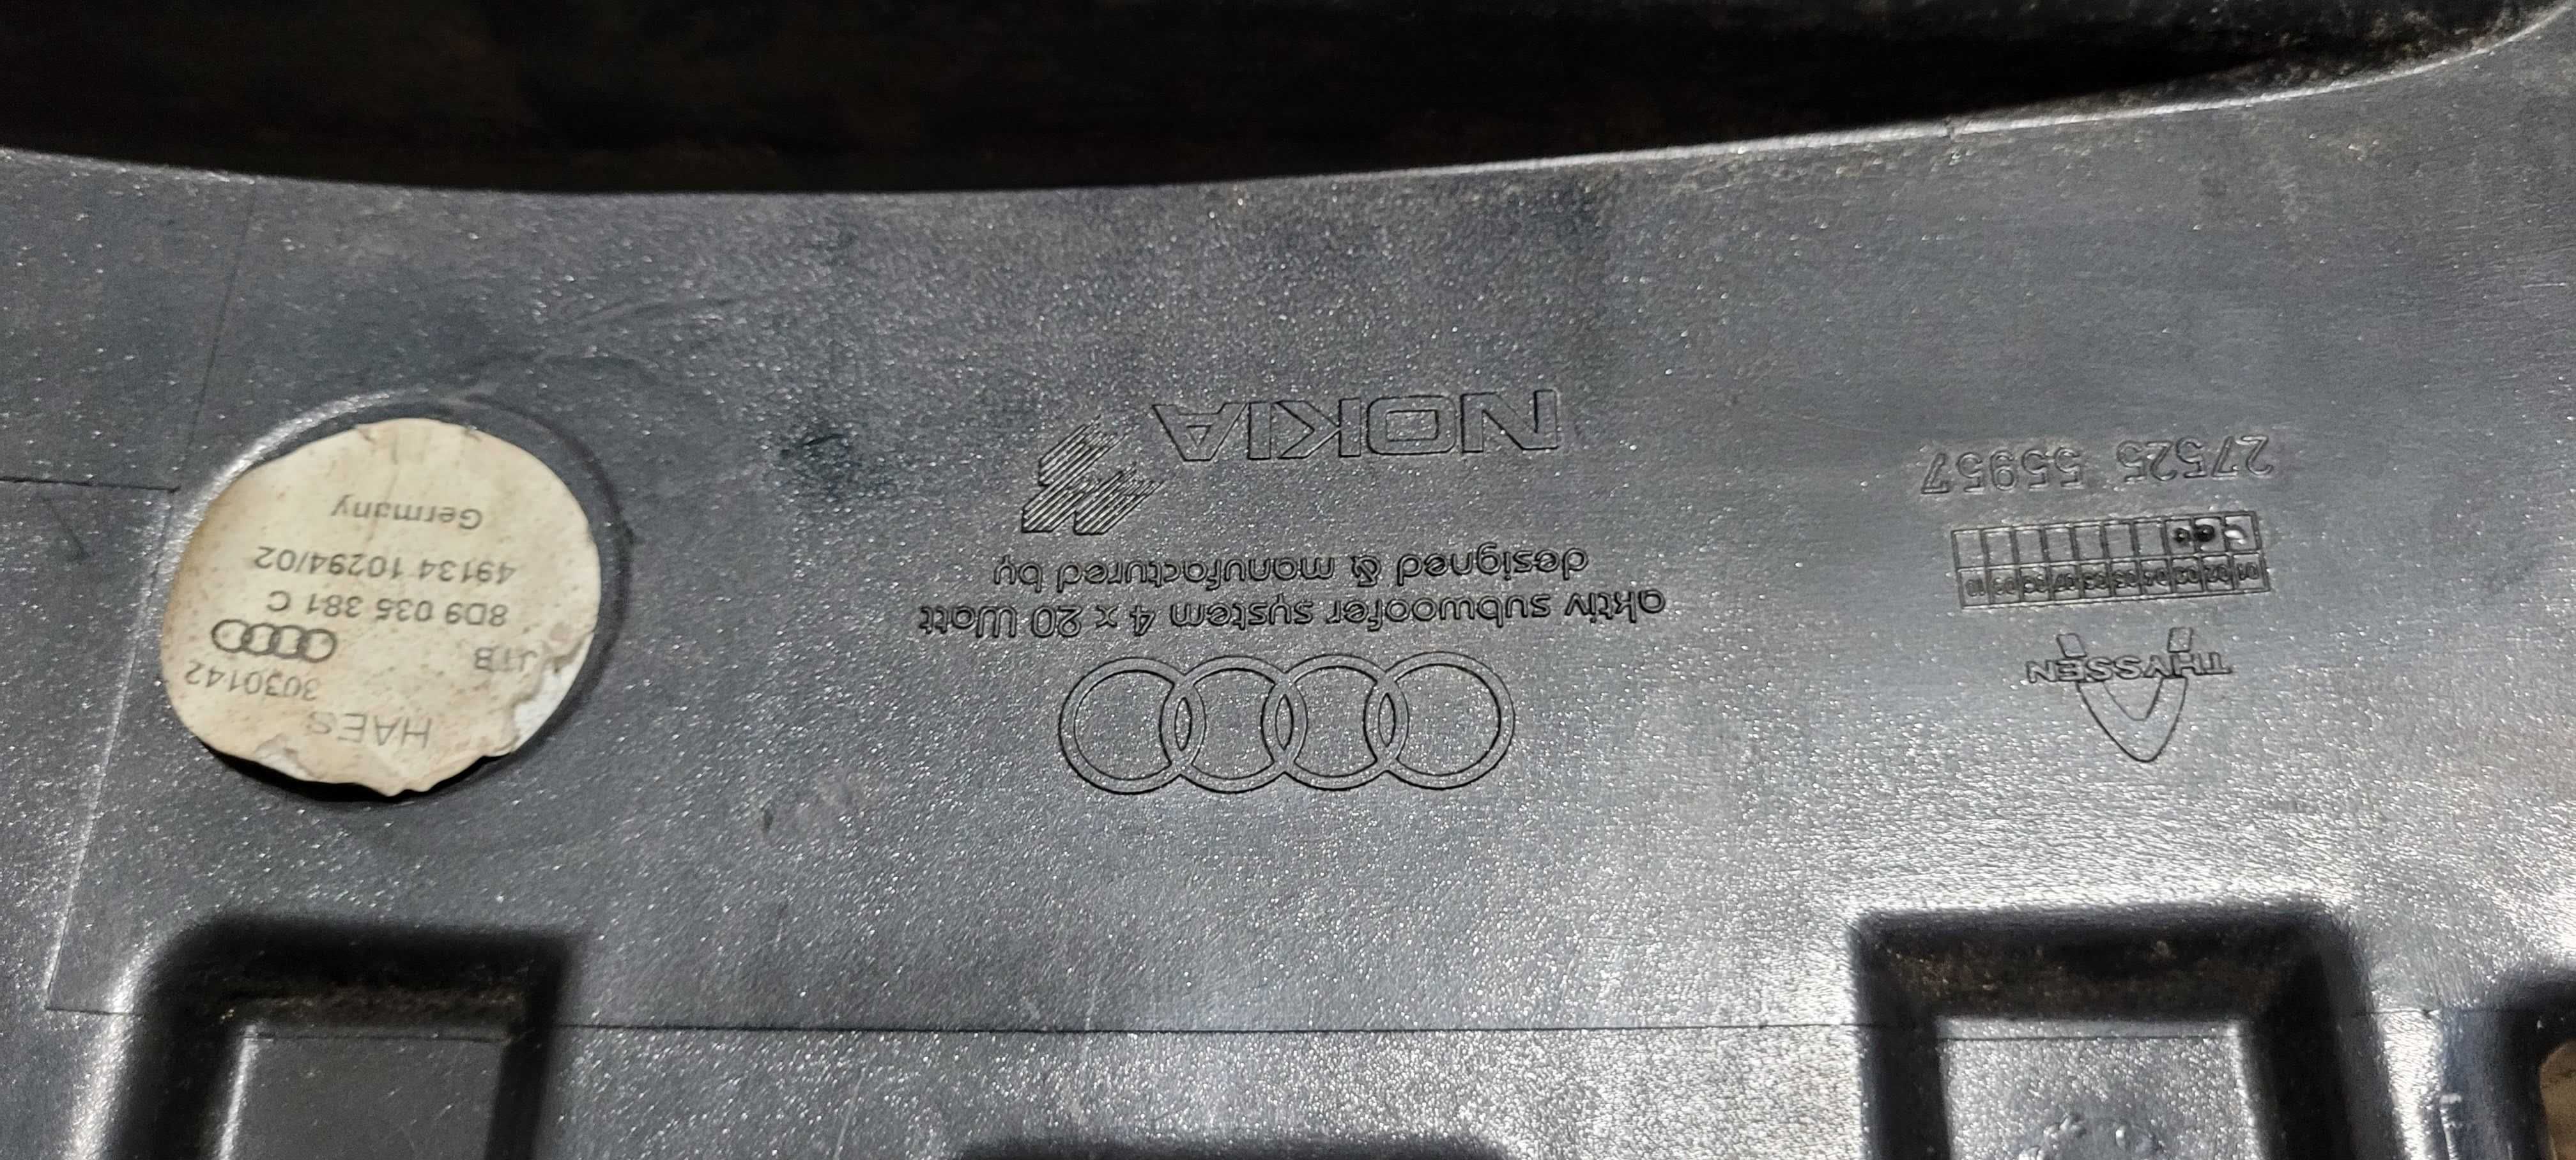 THYSSEN
27525 55957
aktiv subwoofer system 4 x 20 Watt
designed & manufactured by
NOKIA
HAES
3030142
JTB
8D9 035 381 C
49134 10294/02
Germany